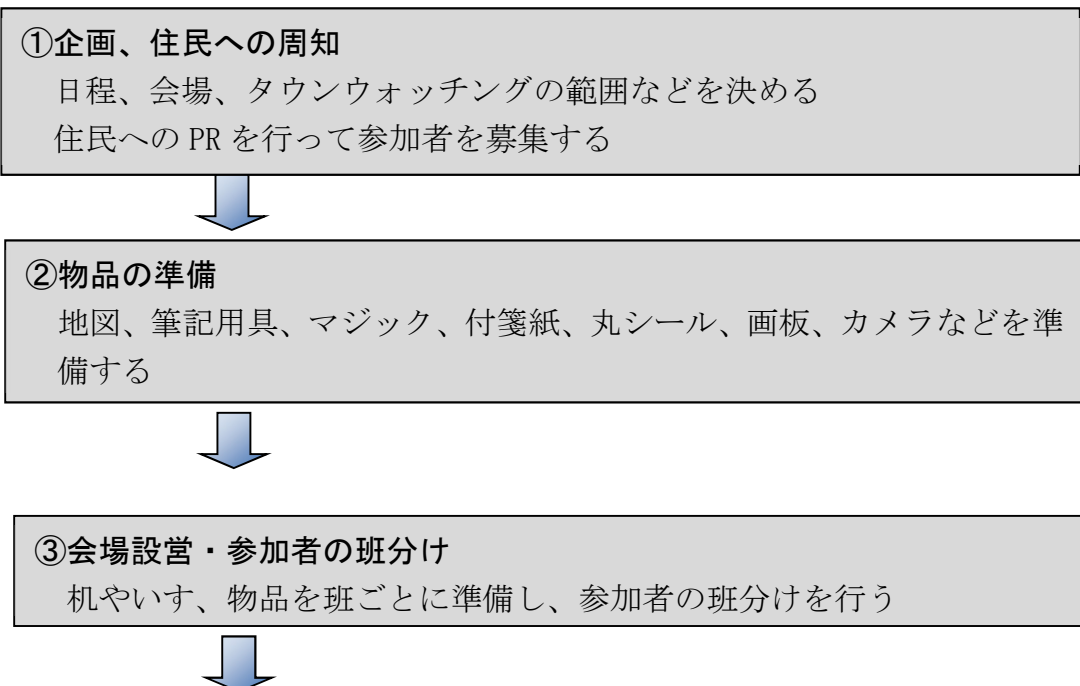 ①企画、住民への周知
日程、会場、タウンウォッチングの範囲などを決める
住民への PR を行って参加者を募集する
②物品の準備
地図、筆記用具、マジック、付箋紙、丸シール、画板、カメラなどを準
備する
③会場設営・参加者の班分け
机やいす、物品を班ごとに準備し、参加者の班分けを行う